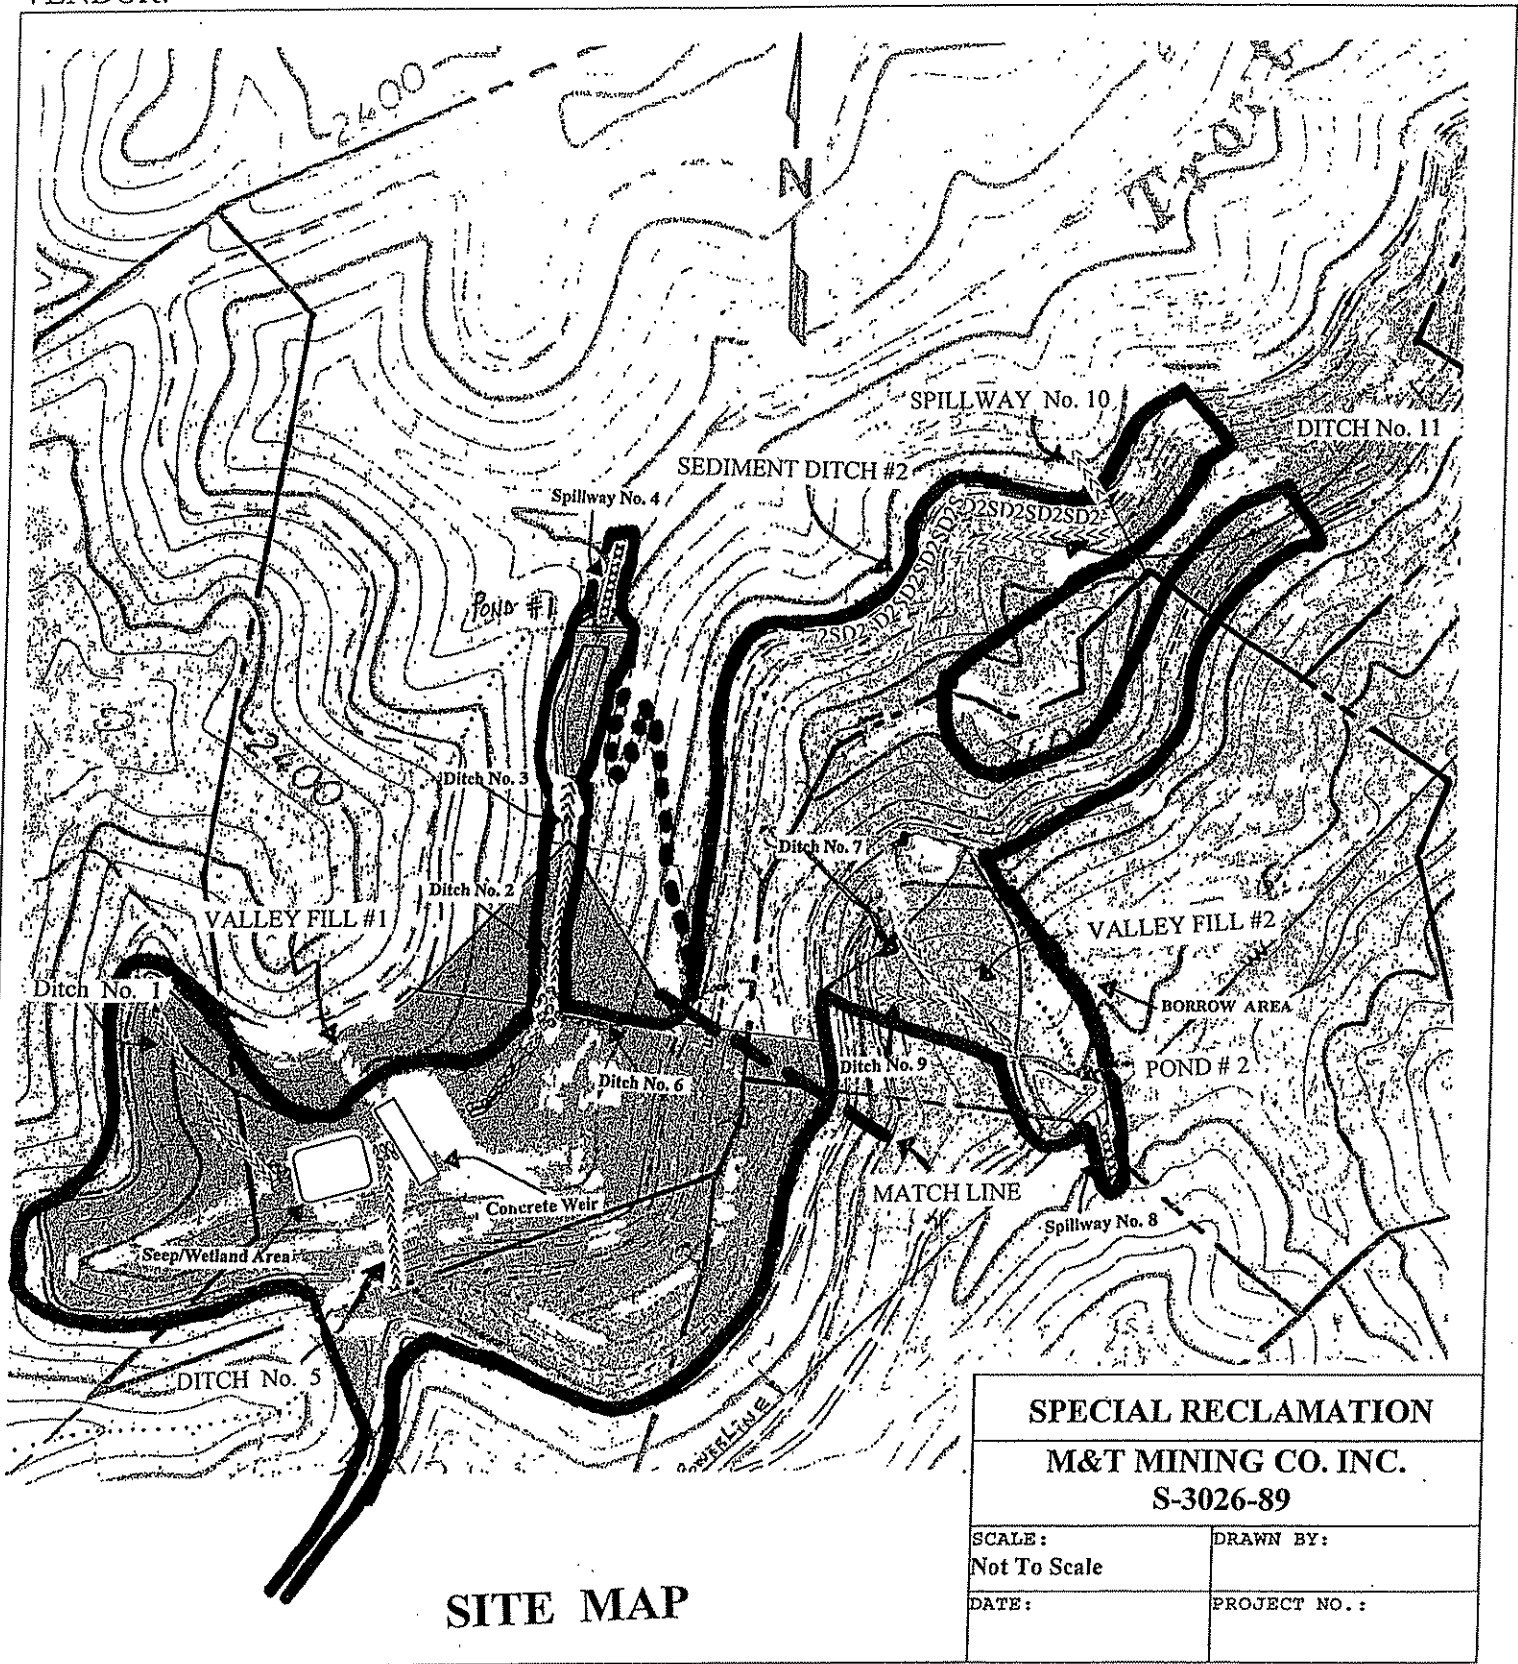 2400
N
SPILLWAY No. 10
DITCH No. 11
SEDIMENT DITCH #2
Spillway No. 4
SD2SD2SD2SD2
POND #1
2400
Ditch No. 3
Ditch No. 7
Ditch No. 2
VALLEY FILL #1
VALLEY FILL #2
Ditch No. 1
BORROW AREA
Ditch No. 9
POND # 2
Ditch No. 6
MATCH LINE
Concrete Weir
Spillway No. 8
Seep/Wetland Area
DITCH No. 5
POWERLINE
SPECIAL RECLAMATION
M&T MINING CO. INC.
S-3026-89
SCALE:
Not To Scale
DRAWN BY:
DATE:
PROJECT NO.:
SITE MAP